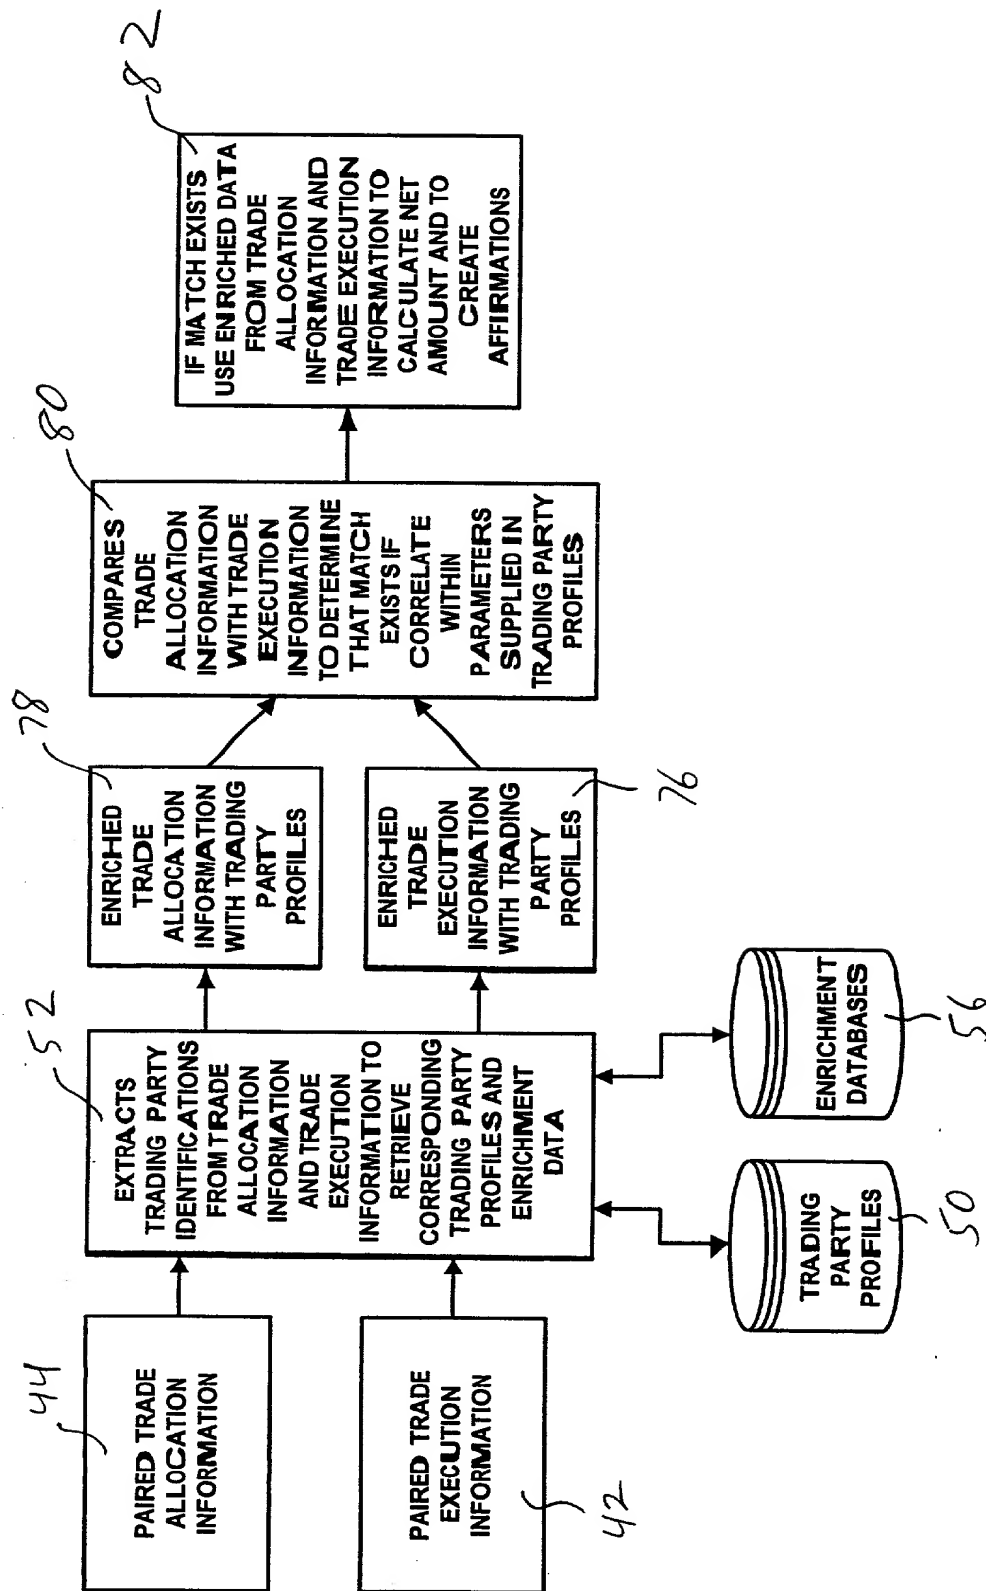 44
PAIRED TRADE
ALLOCATION
INFORMATION
PAIRED TRADE
EXECUTION
INFORMATION
42
52
EXTRACTS
TRADING PARTY
IDENTIFICATIONS
FROM TRADE
ALLOCATION
INFORMATION
AND TRADE
EXECUTION
INFORMATION TO
RETRIEVE
CORRESPONDING
TRADING PARTY
PROFILES AND
ENRICHMENT
DATA
TRADING
PARTY
PROFILES
50
ENRICHMENT
DATABASES
56
78
ENRICHED
TRADE
ALLOCATION
INFORMATION
WITH TRADING
PARTY
PROFILES
ENRICHED
TRADE
EXECUTION
INFORMATION
WITH TRADING
PARTY
PROFILES
76
80
COMPARES
TRADE
ALLOCATION
INFORMATION
WITH TRADE
EXECUTION
INFORMATION
TO DETERMINE
THAT MATCH
EXISTS IF
CORRELATE
WITHIN
PARAMETERS
SUPPLIED IN
TRADING PARTY
PROFILES
82
IF MATCH EXISTS
USE ENRICHED DATA
FROM TRADE
ALLOCATION
INFORMATION AND
TRADE EXECUTION
INFORMATION TO
CALCULATE NET
AMOUNT AND TO
CREATE
AFFIRMATIONS